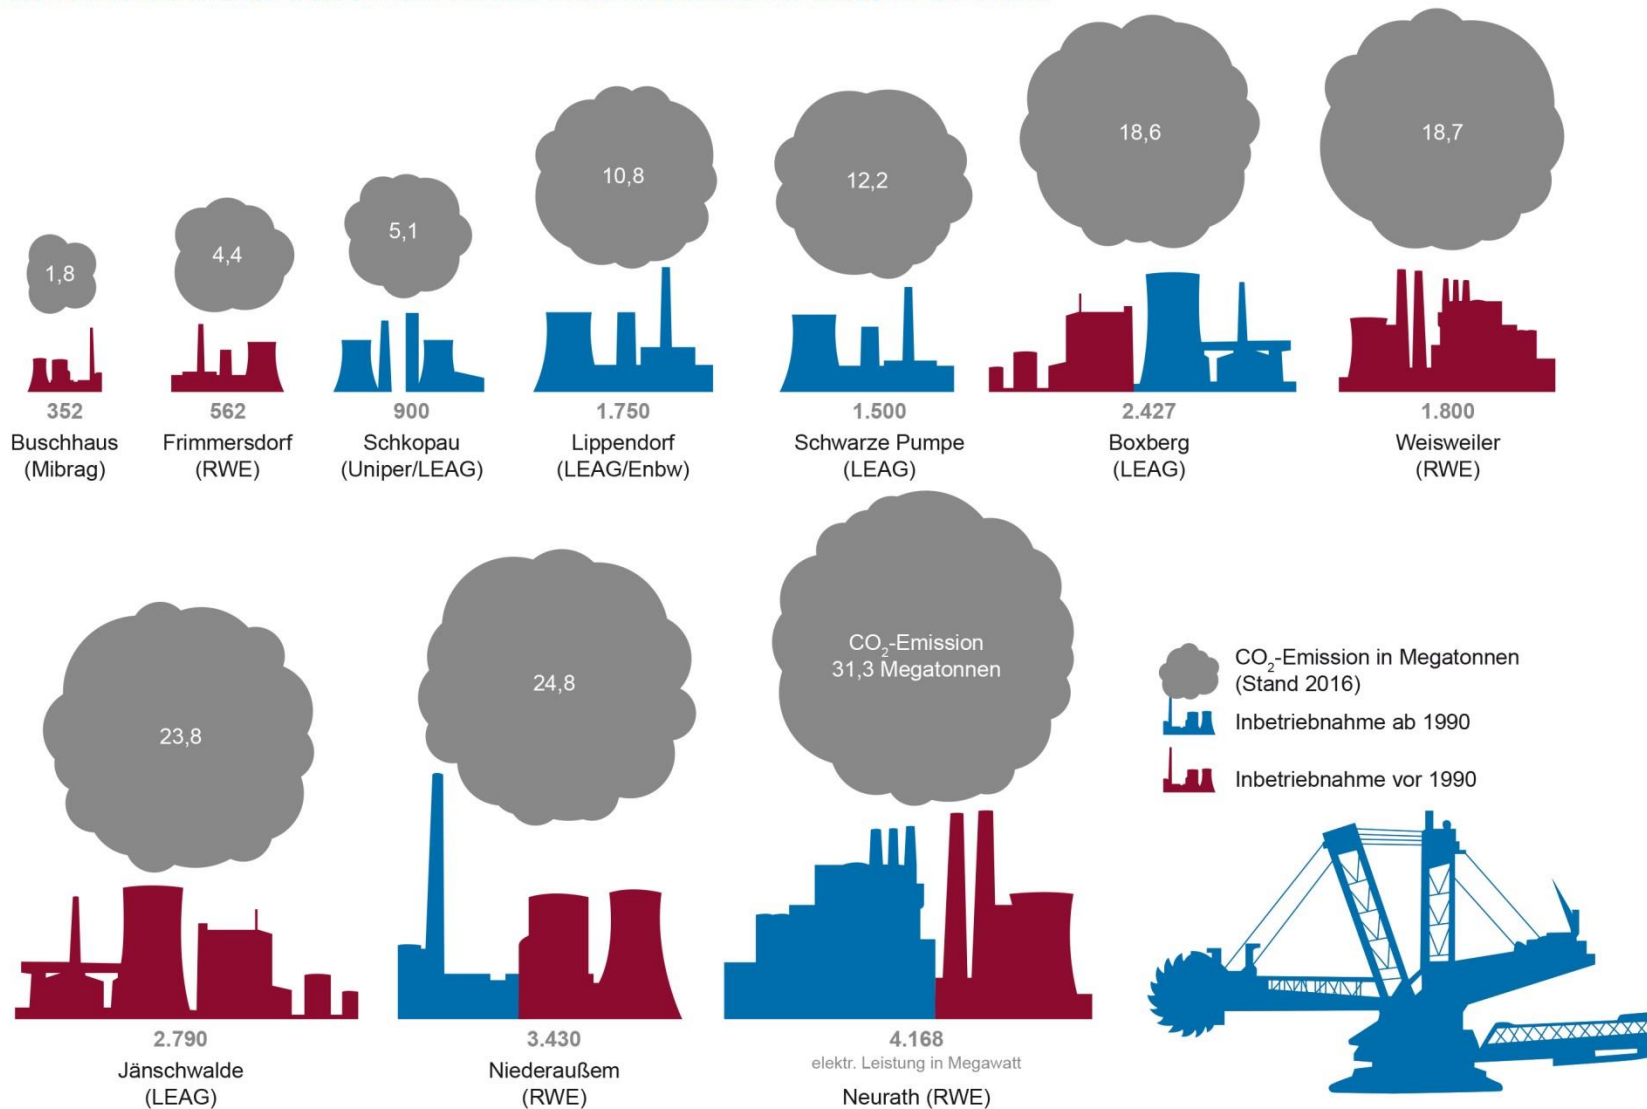 1,8
4,4
5,1
10,8
12,2
18,6
18,7
352
Buschhaus
(Mibrag)
562
Frimmersdorf
(RWE)
900
Schkopau
(Uniper/LEAG)
1.750
Lippendorf
(LEAG/Enbw)
1.500
Schwarze Pumpe
(LEAG)
2.427
Boxberg
(LEAG)
1.800
Weisweiler
(RWE)
23,8
24,8
CO₂-Emission
31,3 Megatonnen
2.790
Jänschwalde
(LEAG)
3.430
Niederaußem
(RWE)
4.168
elektr. Leistung in Megawatt
Neurath (RWE)
CO₂-Emission in Megatonnen
(Stand 2016)
Inbetriebnahme ab 1990
Inbetriebnahme vor 1990